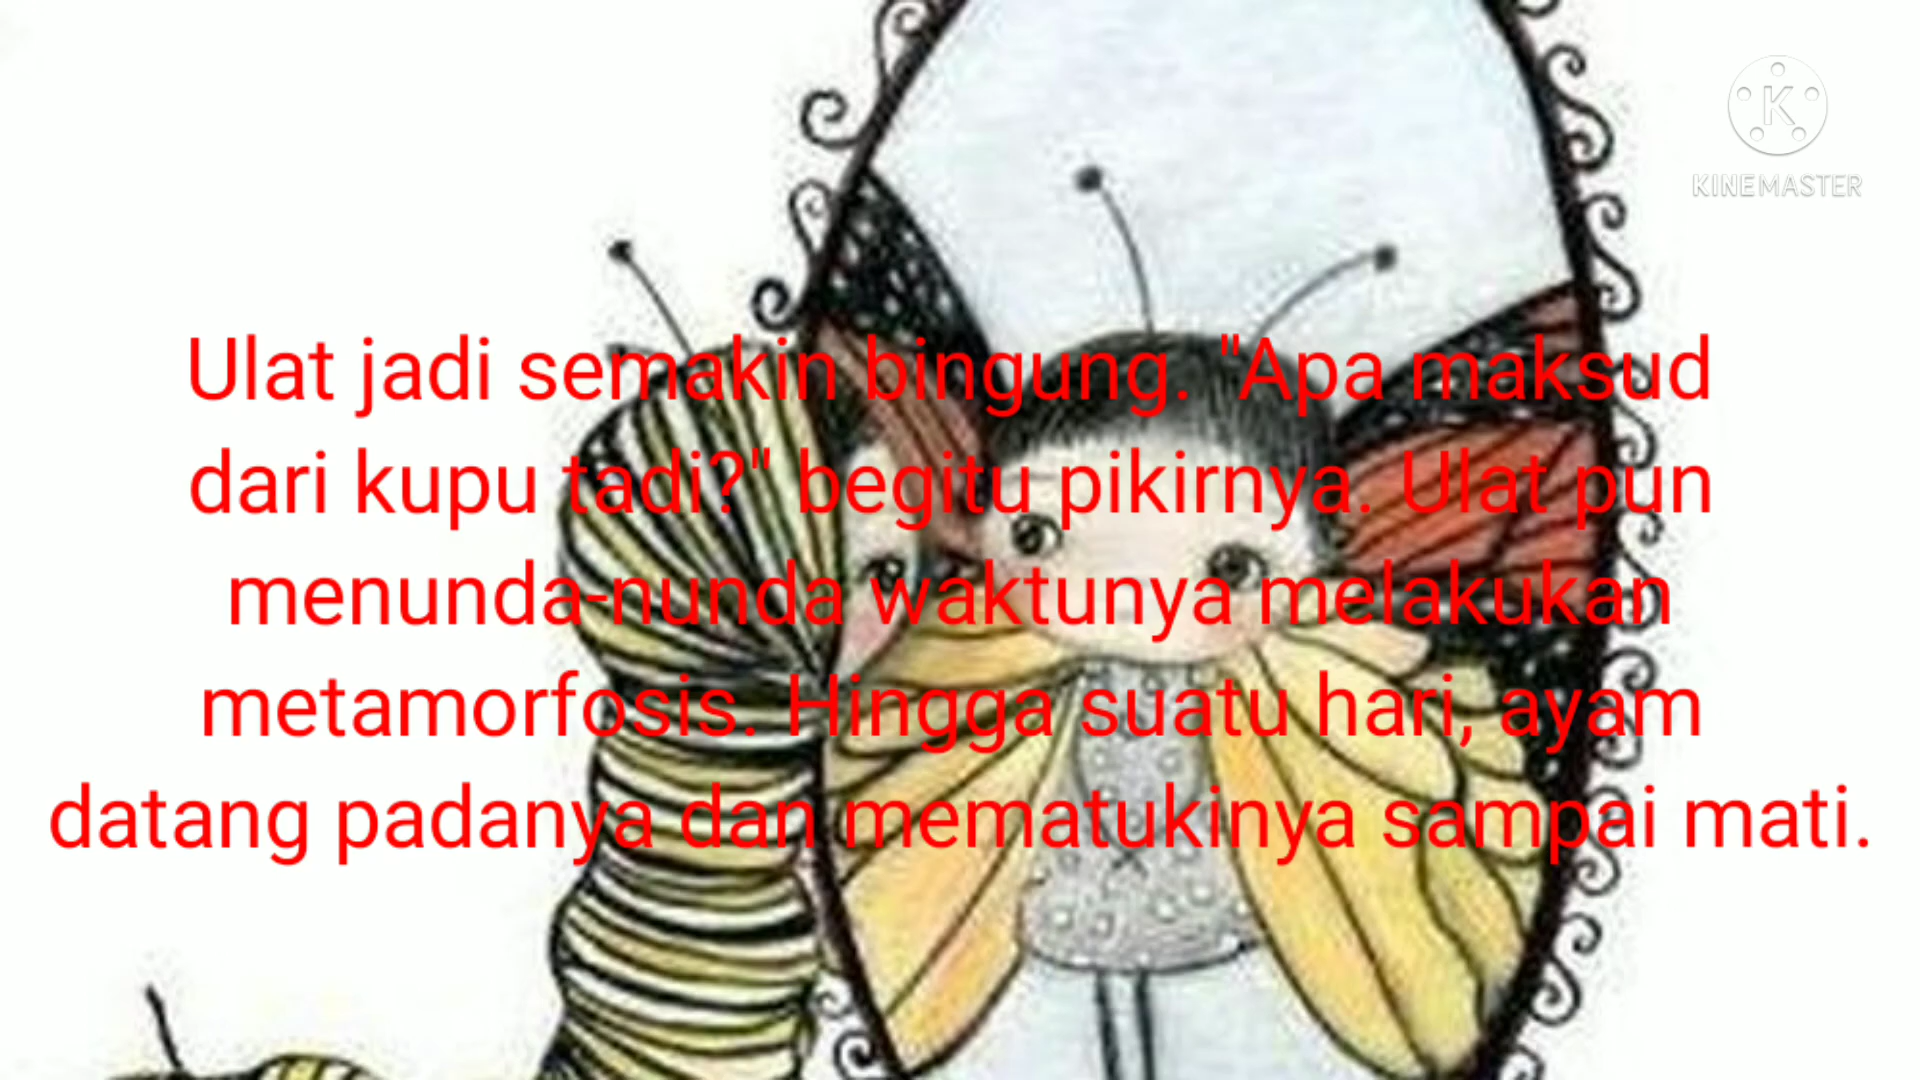 KINEMASTER
Ulat jadi semakin bingung. "Apa maksud
dari kupu tadi?" begitu pikirnya. Ulat pun
menunda-nunda waktunya melakukan
metamorfosis. Hingga suatu hari, ayam
datang padanya dan mematukinya sampai mati.